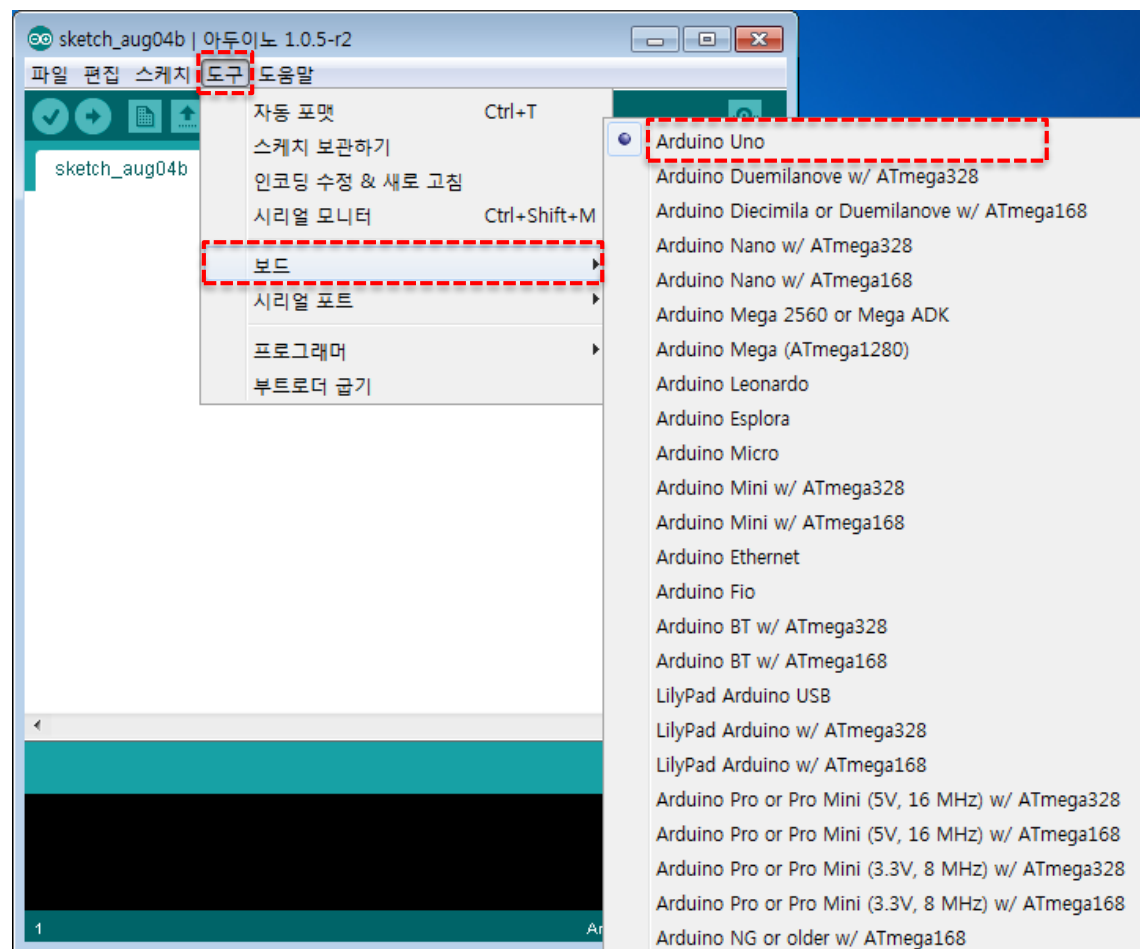 sketch_aug04b | 아두이노 1.0.5-r2
파일 편집 스케치 도구 도움말
sketch_aug04b
자동 포맷 Ctrl+T
스케치 보관하기
인코딩 수정 & 새로 고침
시리얼 모니터 Ctrl+Shift+M
보드
시리얼 포트
프로그래머
부트로더 굽기
Arduino Uno
Arduino Duemilanove w/ ATmega328
Arduino Diecimila or Duemilanove w/ ATmega168
Arduino Nano w/ ATmega328
Arduino Nano w/ ATmega168
Arduino Mega 2560 or Mega ADK
Arduino Mega (ATmega1280)
Arduino Leonardo
Arduino Esplora
Arduino Micro
Arduino Mini w/ ATmega328
Arduino Mini w/ ATmega168
Arduino Ethernet
Arduino Fio
Arduino BT w/ ATmega328
Arduino BT w/ ATmega168
LilyPad Arduino USB
LilyPad Arduino w/ ATmega328
LilyPad Arduino w/ ATmega168
Arduino Pro or Pro Mini (5V, 16 MHz) w/ ATmega328
Arduino Pro or Pro Mini (5V, 16 MHz) w/ ATmega168
Arduino Pro or Pro Mini (3.3V, 8 MHz) w/ ATmega328
Arduino Pro or Pro Mini (3.3V, 8 MHz) w/ ATmega168
Arduino NG or older w/ ATmega168
1 Ar